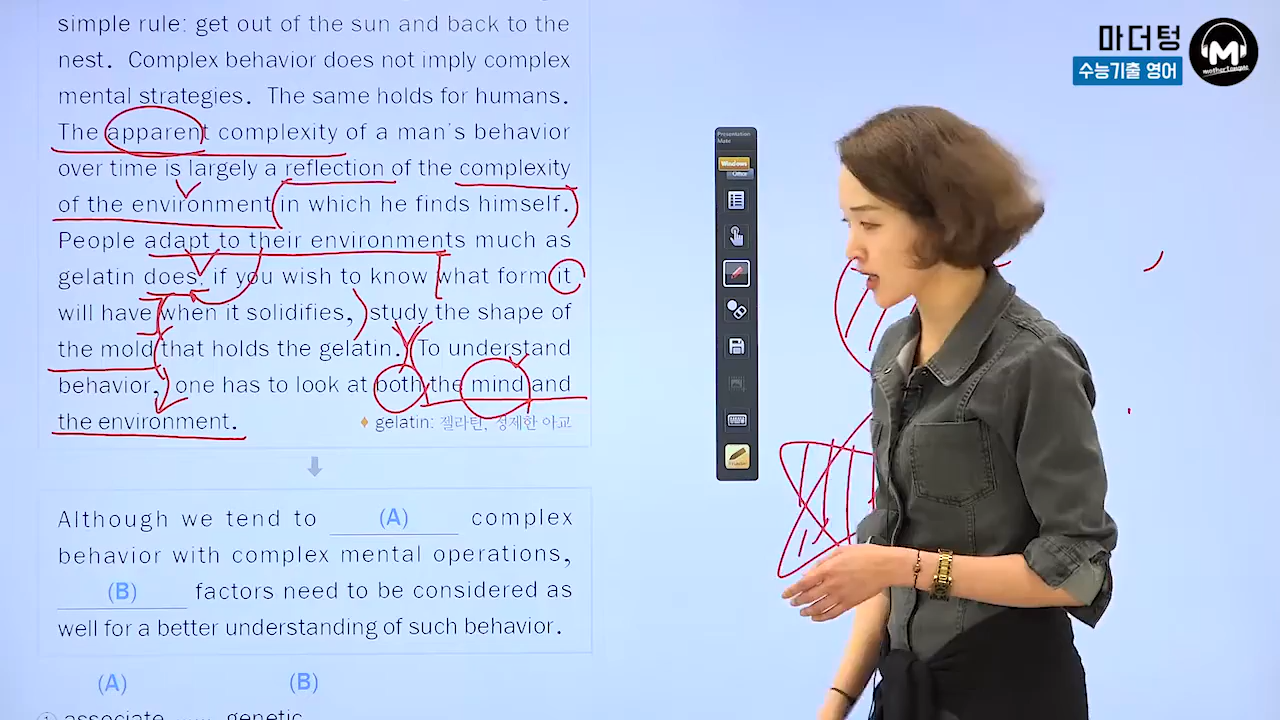 simple rule: get out of the sun and back to the
nest. Complex behavior does not imply complex
mental strategies. The same holds for humans.
The apparent complexity of a man's behavior
over time is largely a reflection of the complexity
of the environment in which he finds himself.
People adapt to their environments much as
gelatin does; if you wish to know what form it
will have when it solidifies, study the shape of
the mold that holds the gelatin. To understand
behavior, one has to look at both the mind and
the environment.
◆ gelatin: 젤라틴, 정제한 아교
Although we tend to (A) complex
behavior with complex mental operations,
(B) factors need to be considered as
well for a better understanding of such behavior.
(A) (B)
① associate ...... genetic
마더텅
수능기출 영어
M
mothertongue
Presentation
Mate
Windows
Office